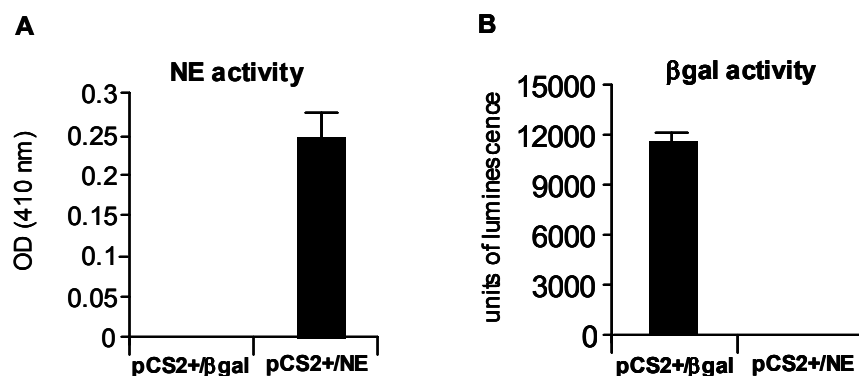 A
NE activity
OD (410 nm)
0.3
0.25
0.2
0.15
0.1
0.05
0
pCS2+/βgal
pCS2+/NE
B
βgal activity
units of luminescence
15000
12000
9000
6000
3000
0
pCS2+/βgal
pCS2+/NE